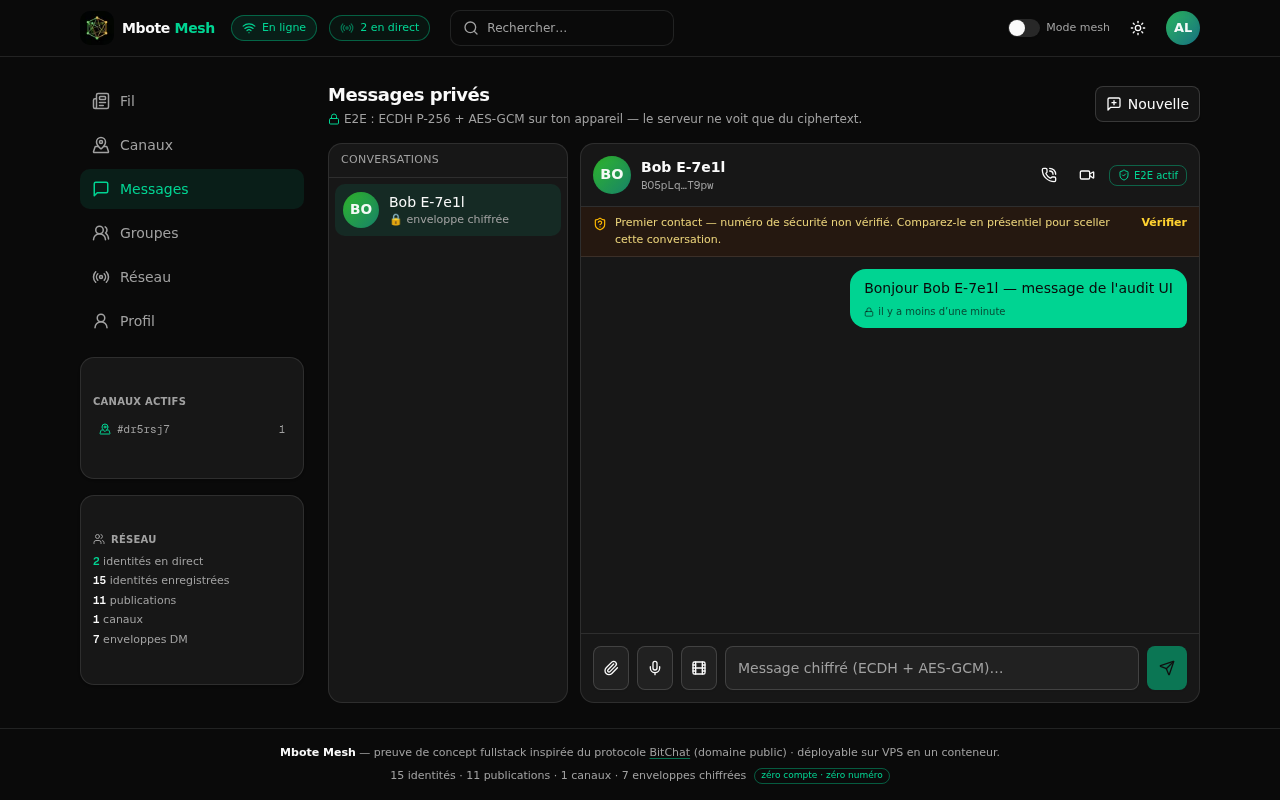 Mbote Mesh
En ligne
2 en direct
Rechercher…
Mode mesh
AL
Fil
Canaux
Messages
Groupes
Réseau
Profil
CANAUX ACTIFS
#dr5rsj7 1
RÉSEAU
2 identités en direct
15 identités enregistrées
11 publications
1 canaux
7 enveloppes DM
Messages privés
E2E : ECDH P-256 + AES-GCM sur ton appareil — le serveur ne voit que du ciphertext.
Nouvelle
CONVERSATIONS
BO
Bob E-7e1l
🔒 enveloppe chiffrée
BO
Bob E-7e1l
BO5pLq…T9pw
E2E actif
Premier contact — numéro de sécurité non vérifié. Comparez-le en présentiel pour sceller
cette conversation.
Vérifier
Bonjour Bob E-7e1l — message de l'audit UI
il y a moins d’une minute
Message chiffré (ECDH + AES-GCM)…
Mbote Mesh — preuve de concept fullstack inspirée du protocole BitChat (domaine public) · déployable sur VPS en un conteneur.
15 identités · 11 publications · 1 canaux · 7 enveloppes chiffrées zéro compte · zéro numéro